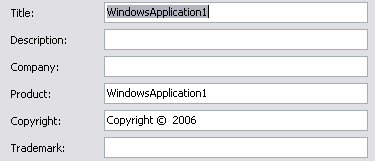 Title: WindowsApplication1
Description:
Company:
Product: WindowsApplication1
Copyright: Copyright ©  2006
Trademark: